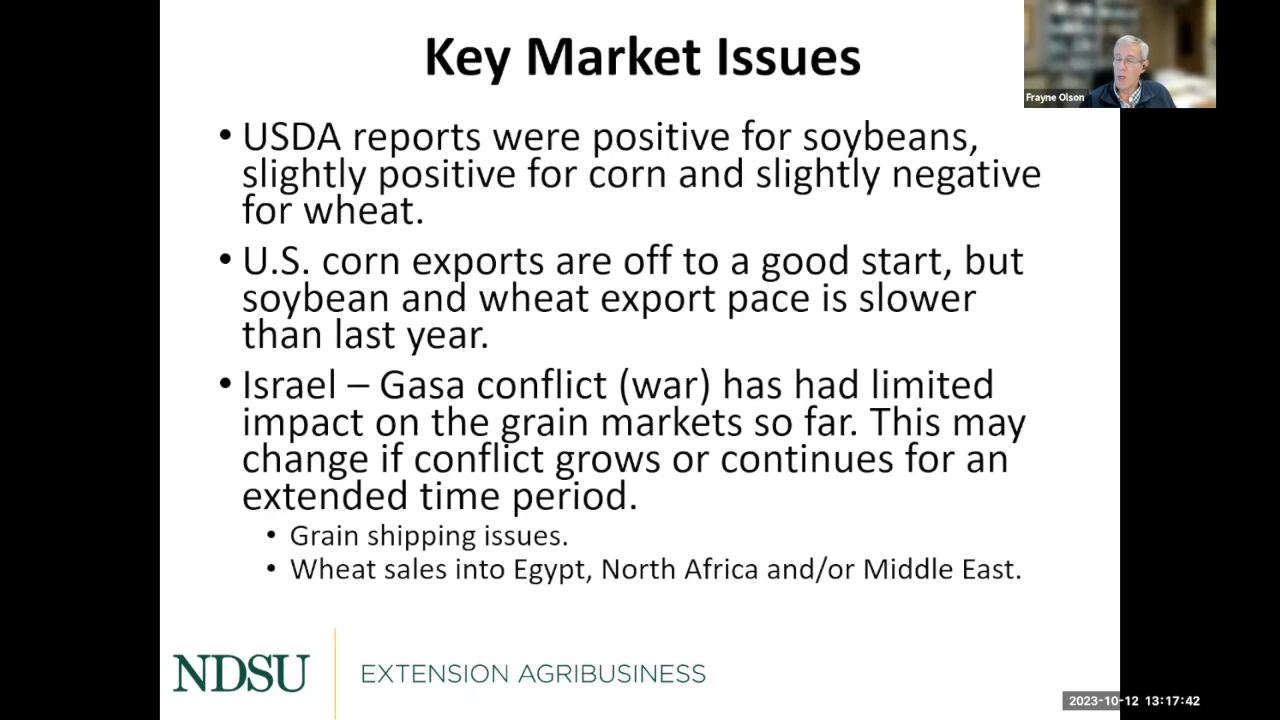 Key Market Issues
Frayne Olson
• USDA reports were positive for soybeans,
slightly positive for corn and slightly negative
for wheat.
• U.S. corn exports are off to a good start, but
soybean and wheat export pace is slower
than last year.
• Israel – Gasa conflict (war) has had limited
impact on the grain markets so far. This may
change if conflict grows or continues for an
extended time period.
• Grain shipping issues.
• Wheat sales into Egypt, North Africa and/or Middle East.
NDSU EXTENSION AGRIBUSINESS
2023-10-12 13:17:42